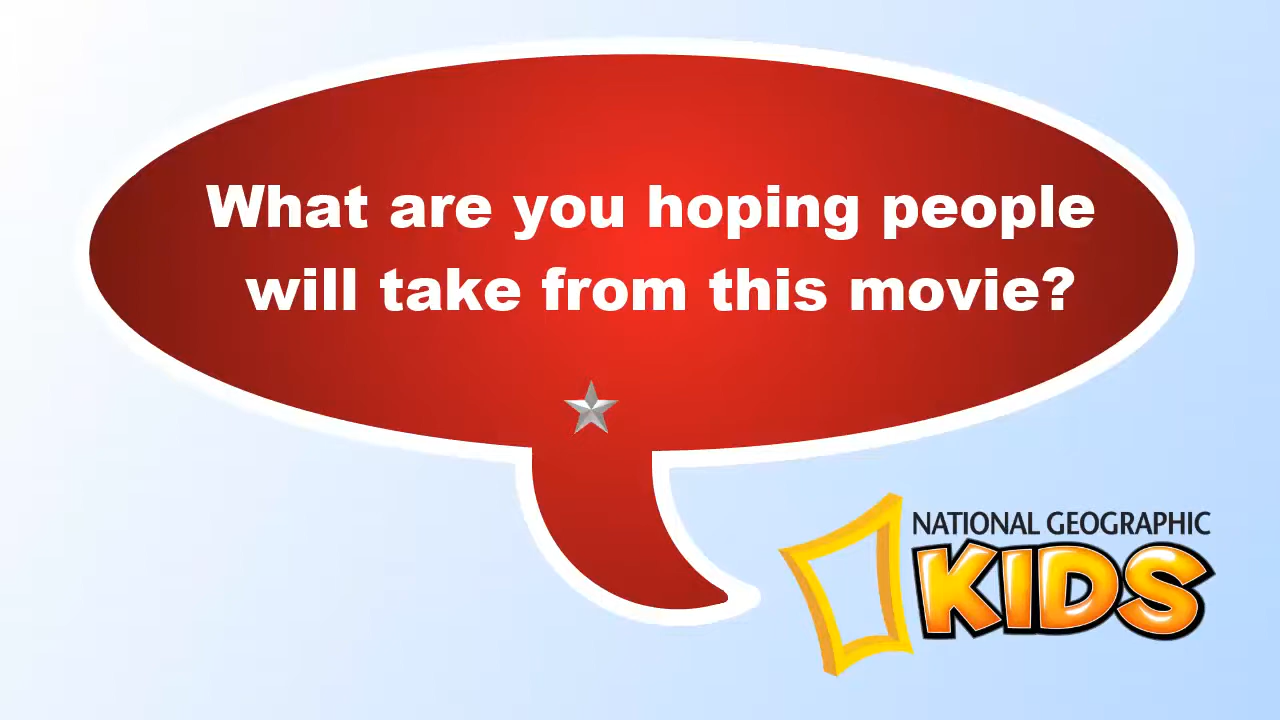 What are you hoping people
will take from this movie?
NATIONAL GEOGRAPHIC
KIDS